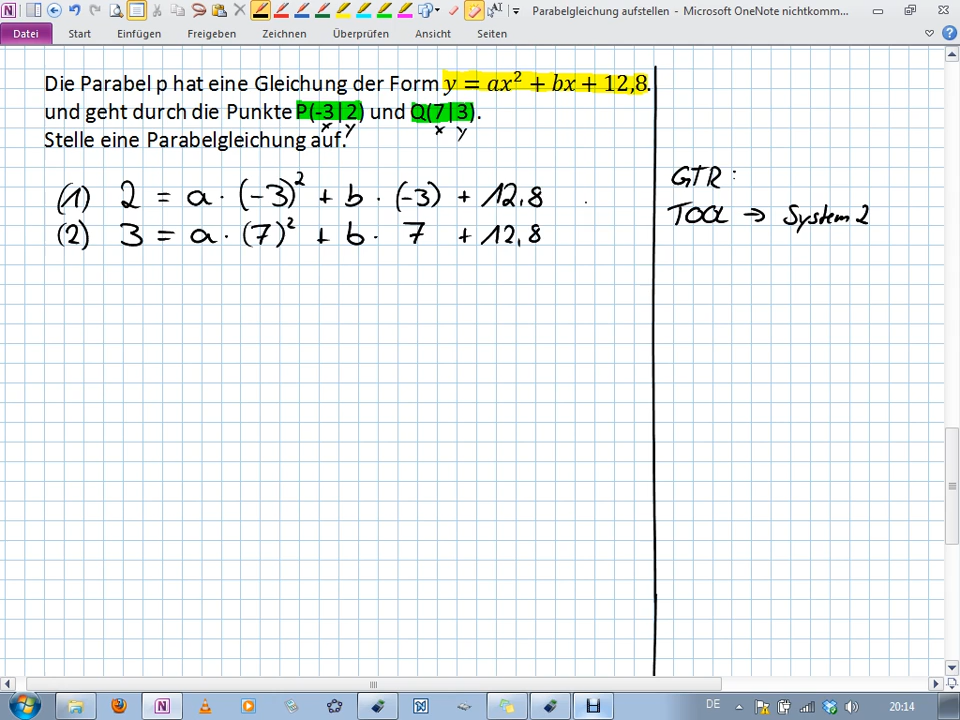 Parabelgleichung aufstellen - Microsoft OneNote nichtkomm...
Datei Start Einfügen Freigeben Zeichnen Überprüfen Ansicht Seiten
Die Parabel p hat eine Gleichung der Form y = ax² + bx + 12,8.
und geht durch die Punkte P(-3|2) und Q(7|3).
x y x y
Stelle eine Parabelgleichung auf.
(1) 2 = a · (-3)² + b · (-3) + 12,8
(2) 3 = a · (7)² + b · 7 + 12,8
GTR:
TOOL → System 2
DE 20:14